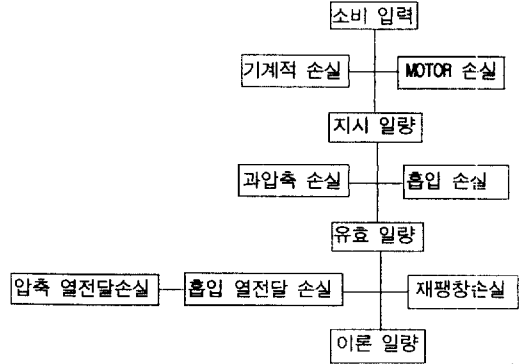 소비 입력
기계적 손실 MOTOR 손실
지시 일량
과압축 손실 흡입 손실
유효 일량
압축 열전달손실 흡입 열전달 손실 재팽창손실
이론 일량